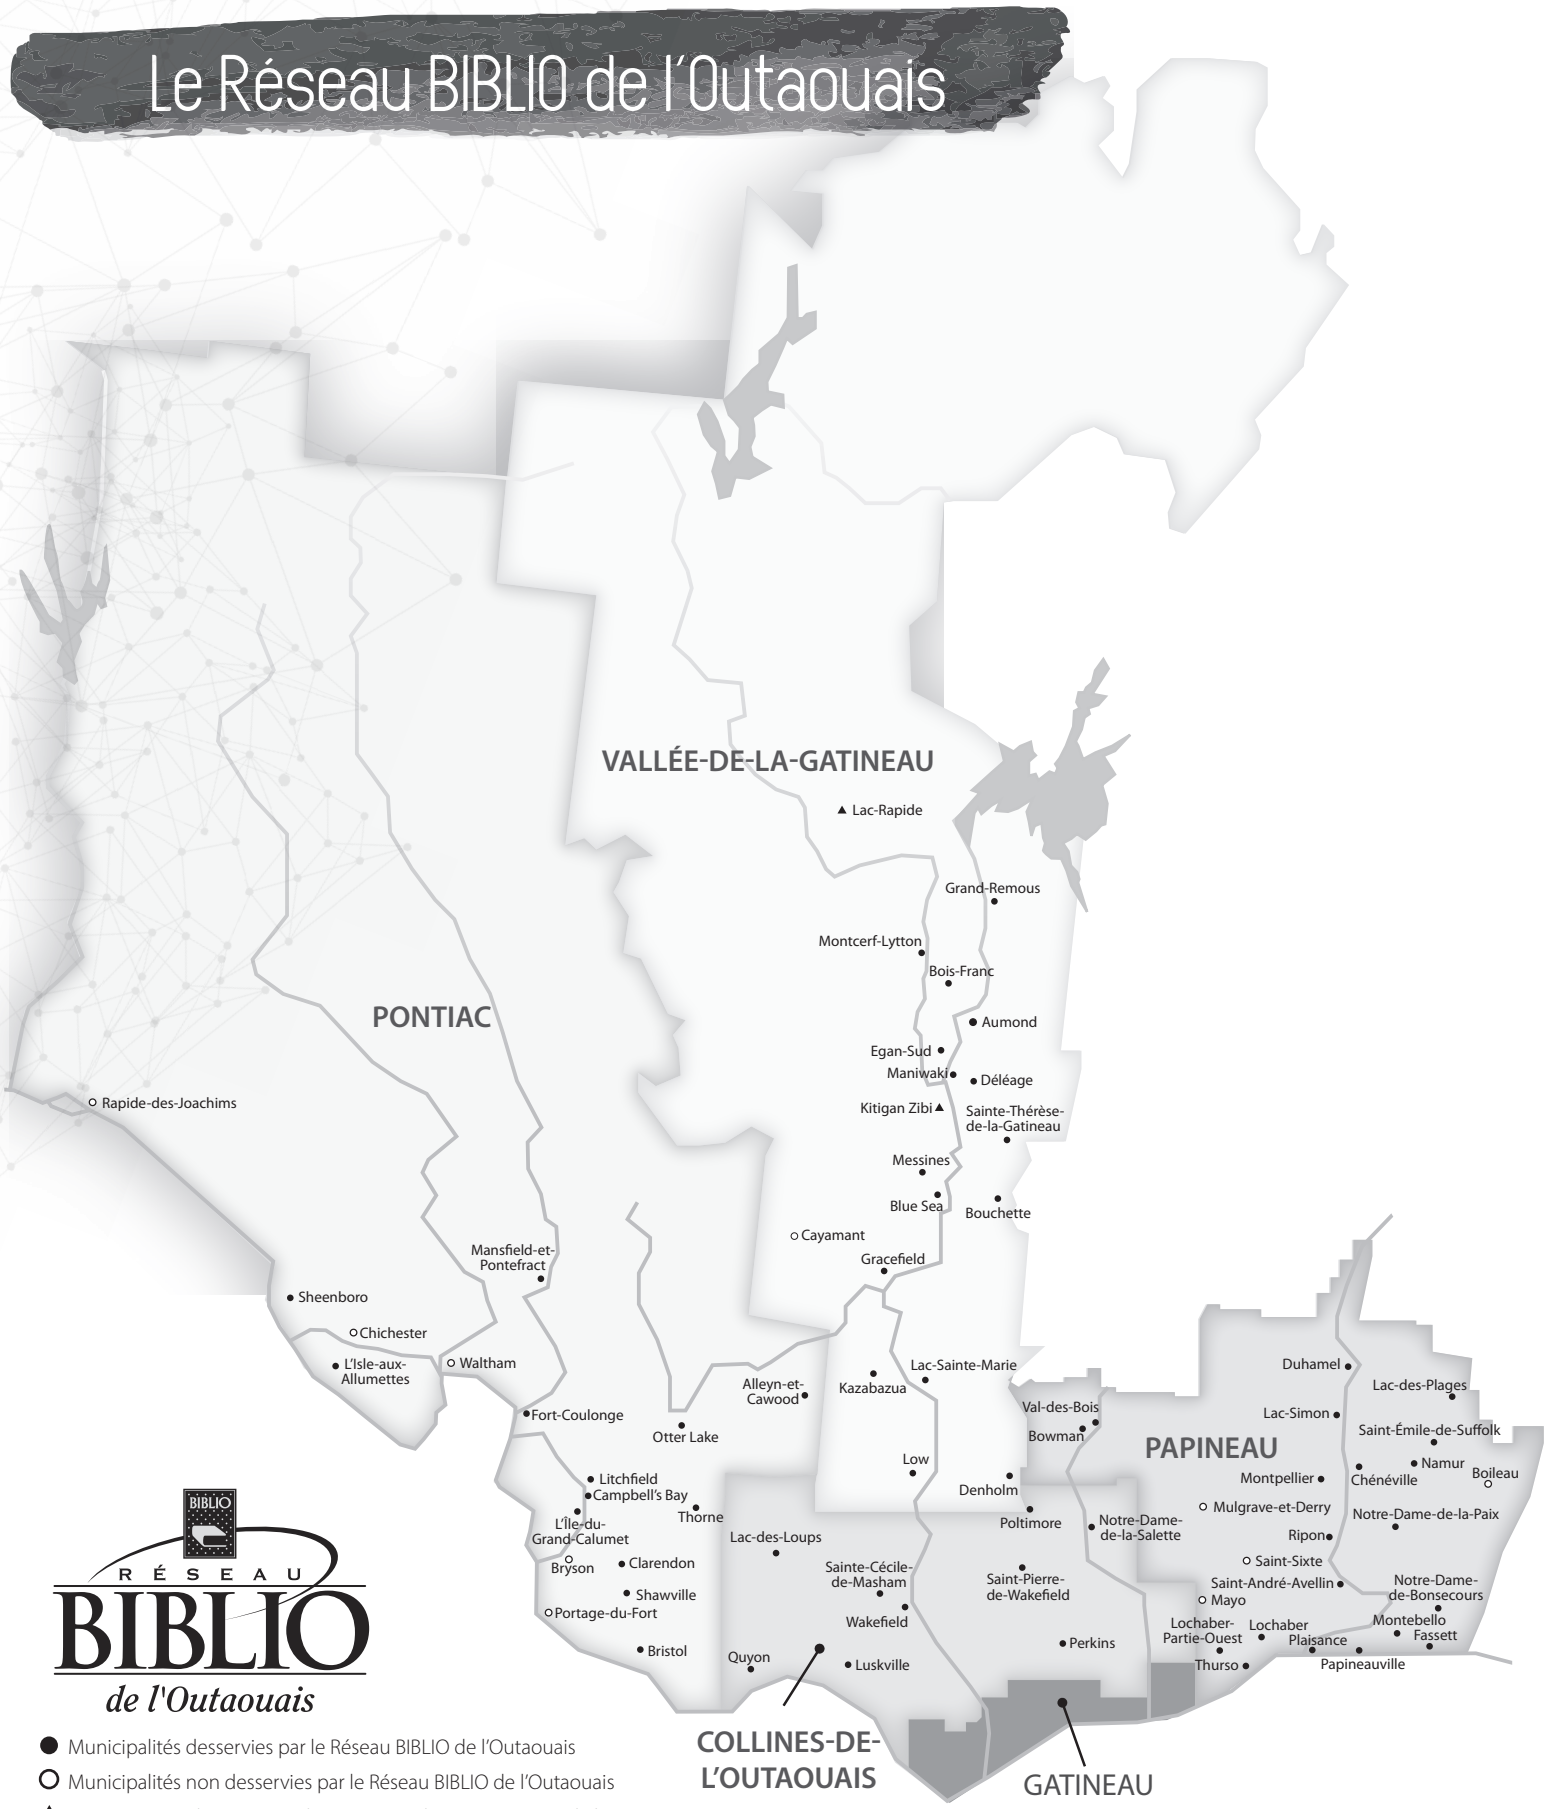 Le Réseau BIBLIO de l'Outaouais
VALLÉE-DE-LA-GATINEAU
Lac-Rapide
Grand-Remous
Montcerf-Lytton
Bois-Franc
PONTIAC
Aumond
Egan-Sud
Maniwaki
Déléage
Rapide-des-Joachims
Kitigan Zibi
Sainte-Thérèse-
de-la-Gatineau
Messines
Blue Sea
Bouchette
Cayamant
Mansfield-et-
Pontefract
Gracefield
Sheenboro
Chichester
L'Isle-aux-
Allumettes
Waltham
Lac-Sainte-Marie
Kazabazua
Alleyn-et-
Cawood
Duhamel
Lac-des-Plages
Val-des-Bois
Bowman
Lac-Simon
Fort-Coulonge
Otter Lake
PAPINEAU
Saint-Émile-de-Suffolk
Low
Namur
Boileau
Litchfield
Campbell's Bay
Denholm
Montpellier
Chénéville
Thorne
L'Île-du-
Grand-Calumet
Poltimore
Notre-Dame-
de-la-Salette
Mulgrave-et-Derry
Notre-Dame-de-la-Paix
Lac-des-Loups
Ripon
Bryson
Clarendon
Sainte-Cécile-
de-Masham
Saint-Pierre-
de-Wakefield
Saint-Sixte
Saint-André-Avellin
Notre-Dame-
de-Bonsecours
Shawville
Mayo
Portage-du-Fort
Wakefield
Lochaber-
Partie-Ouest
Lochaber
Montebello
Fassett
Plaisance
Bristol
Perkins
Quyon
Luskville
Thurso
Papineauville
BIBLIO
RÉSEAU
BIBLIO
de l'Outaouais
COLLINES-DE-
L'OUTAOUAIS
GATINEAU
Municipalités desservies par le Réseau BIBLIO de l'Outaouais
Municipalités non desservies par le Réseau BIBLIO de l'Outaouais